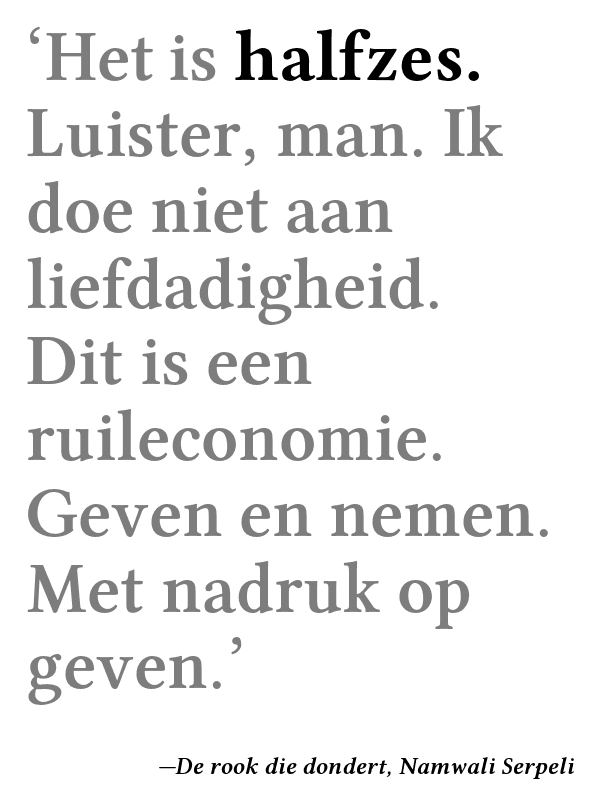 ‘Het is halfzes.
Luister, man. Ik
doe niet aan
liefdadigheid.
Dit is een
ruileconomie.
Geven en nemen.
Met nadruk op
geven.’
—De rook die dondert, Namwali Serpeli